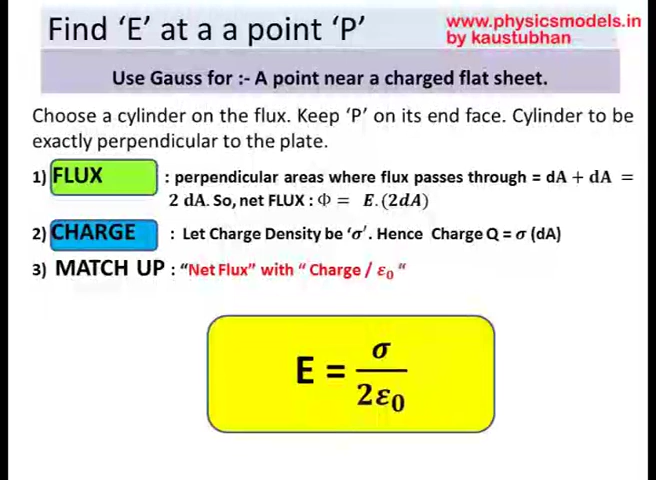 Find ‘E’ at a a point ‘P’
www.physicsmodels.in
by kaustubhan
Use Gauss for :- A point near a charged flat sheet.
Choose a cylinder on the flux. Keep ‘P’ on its end face. Cylinder to be
exactly perpendicular to the plate.
1) FLUX : perpendicular areas where flux passes through = dA + dA =
2 dA. So, net FLUX : Φ = E. (2dA)
2) CHARGE : Let Charge Density be ‘σ’. Hence Charge Q = σ (dA)
3) MATCH UP : “Net Flux” with “ Charge / ε₀ “
E = σ / 2ε₀